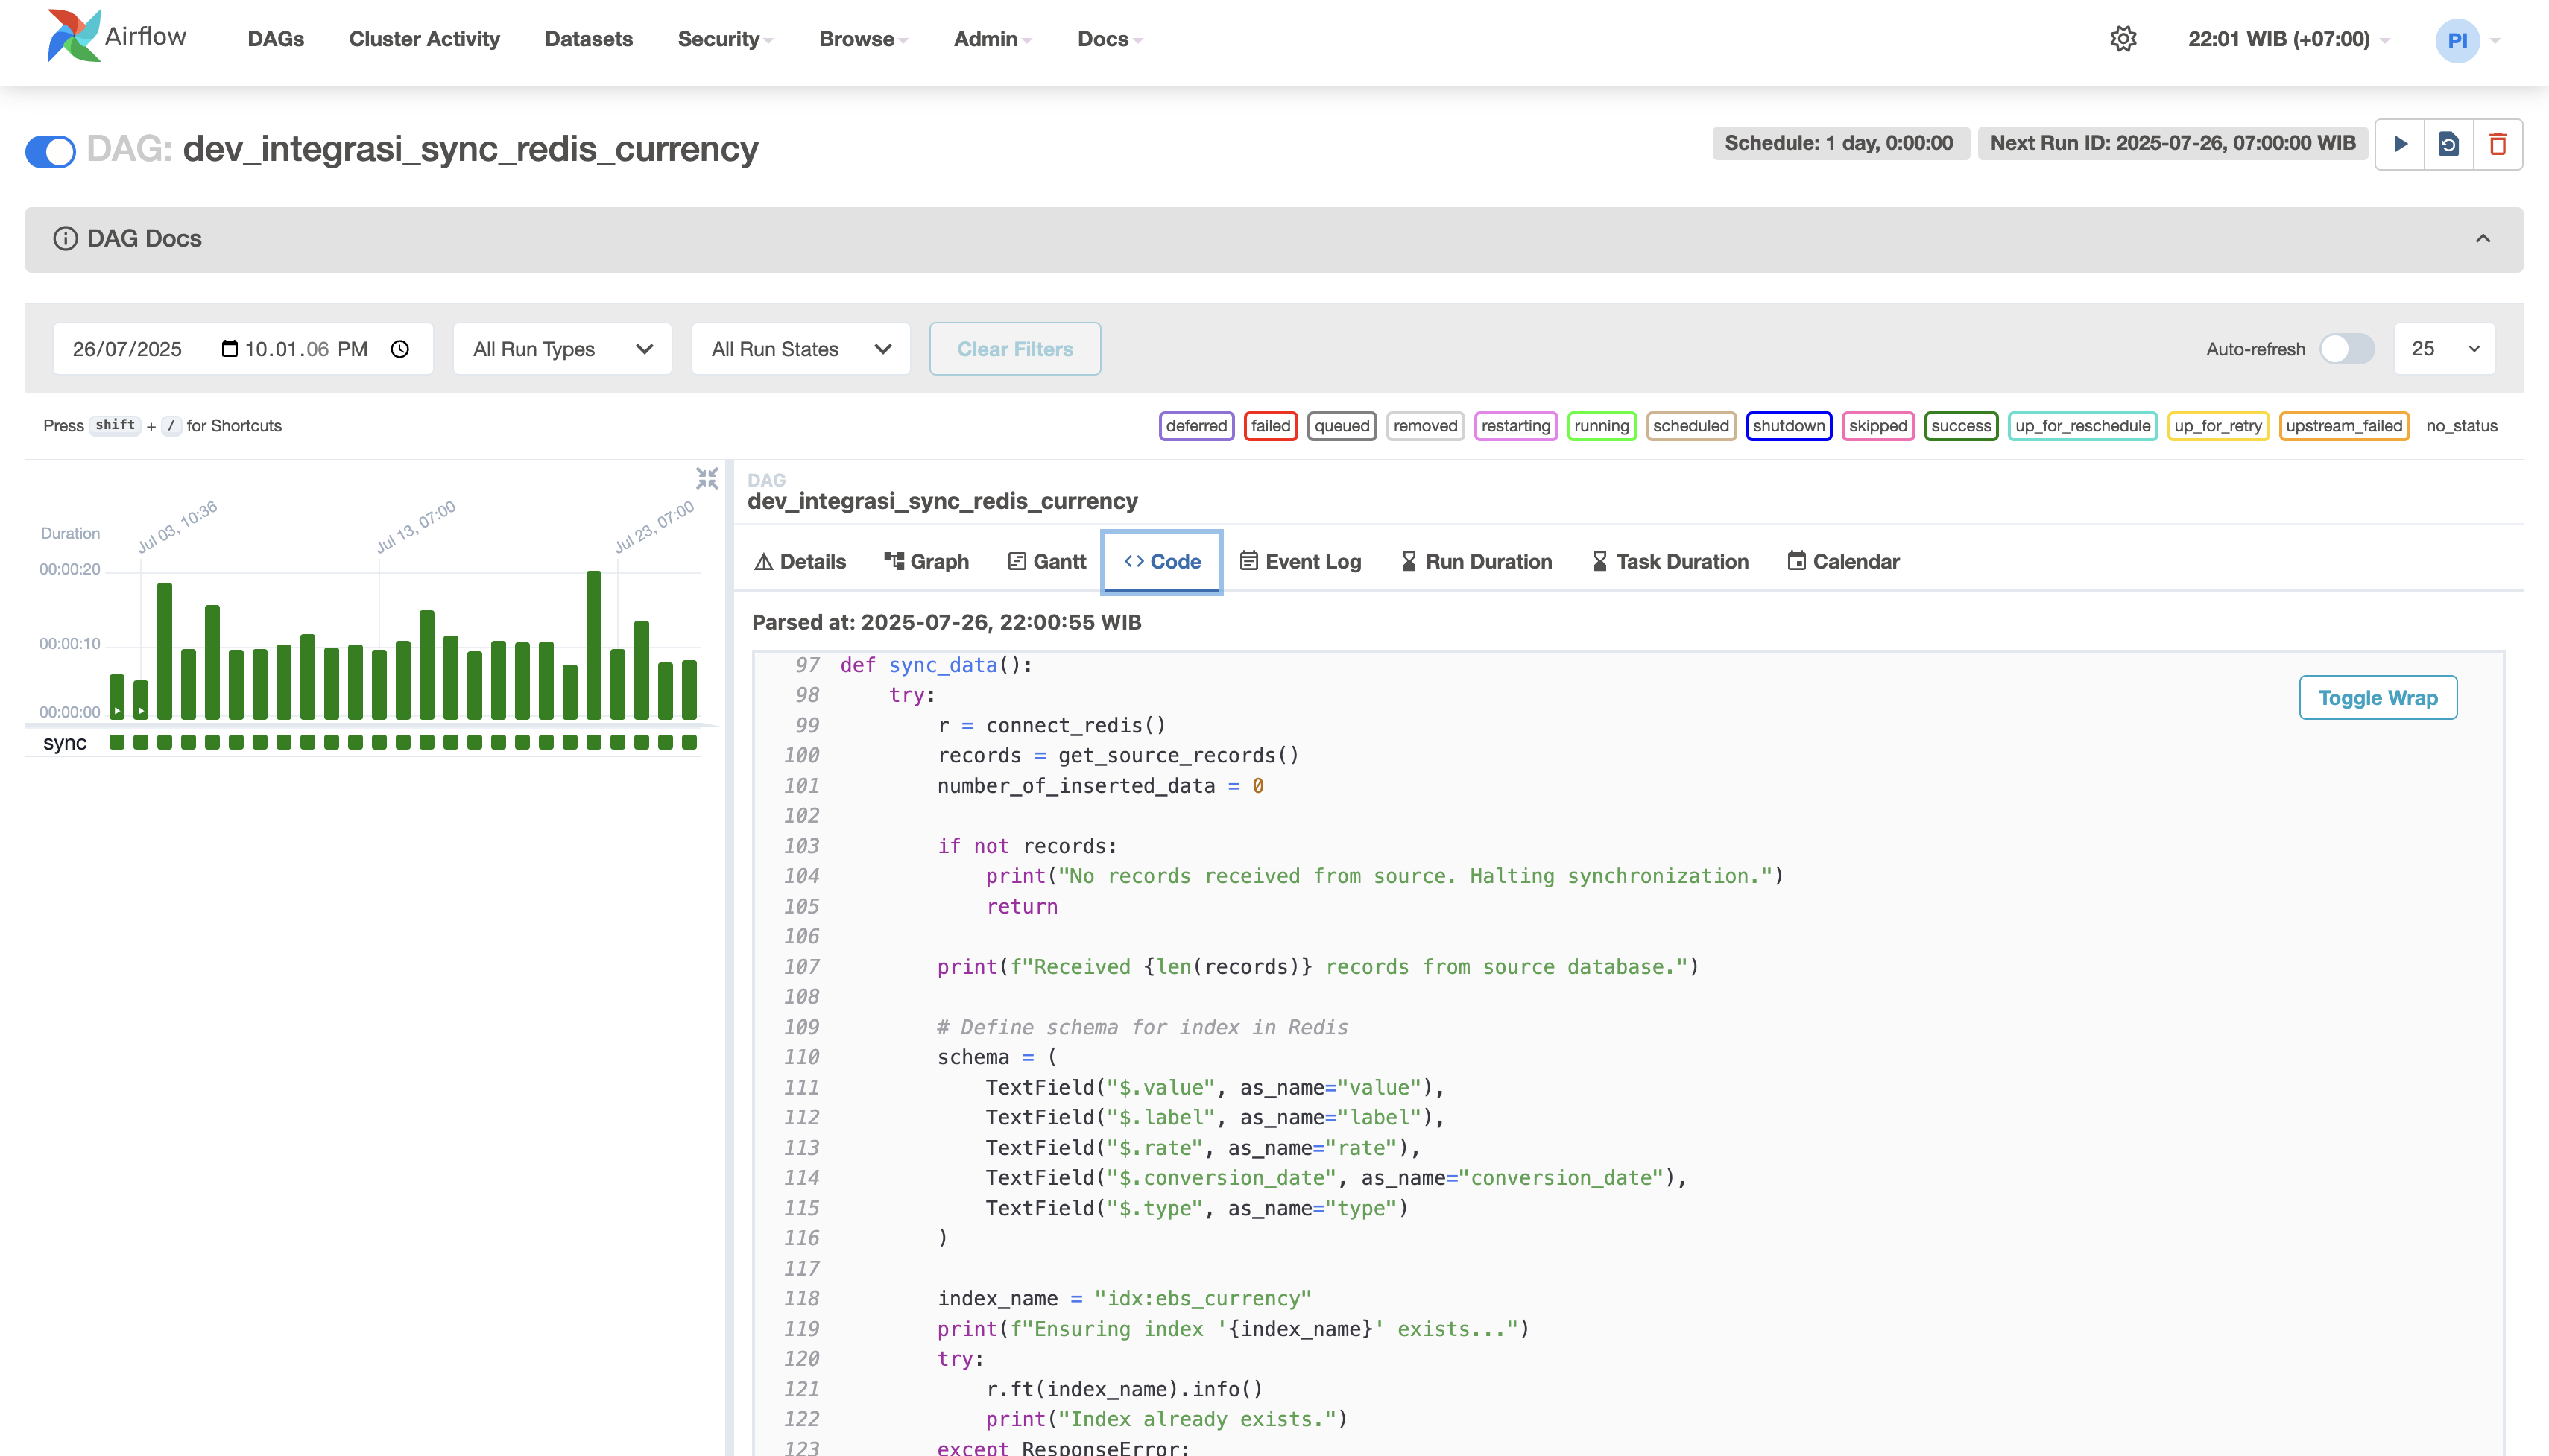 Airflow
DAGs Cluster Activity Datasets Security Browse Admin Docs 22:01 WIB (+07:00) PI
DAG: dev_integrasi_sync_redis_currency
Schedule: 1 day, 0:00:00 Next Run ID: 2025-07-26, 07:00:00 WIB
DAG Docs
26/07/2025 10.01.06 PM All Run Types All Run States Clear Filters Auto-refresh 25
Press shift + / for Shortcuts
deferred failed queued removed restarting running scheduled shutdown skipped success up_for_reschedule up_for_retry upstream_failed no_status
Duration
Jul 03, 10:36 Jul 13, 07:00 Jul 23, 07:00
00:00:20
00:00:10
00:00:00
sync
DAG
dev_integrasi_sync_redis_currency
Details Graph Gantt Code Event Log Run Duration Task Duration Calendar
Parsed at: 2025-07-26, 22:00:55 WIB
Toggle Wrap
97 def sync_data():
98     try:
99         r = connect_redis()
100         records = get_source_records()
101         number_of_inserted_data = 0
102
103         if not records:
104             print("No records received from source. Halting synchronization.")
105             return
106
107         print(f"Received {len(records)} records from source database.")
108
109         # Define schema for index in Redis
110         schema = (
111             TextField("$.value", as_name="value"),
112             TextField("$.label", as_name="label"),
113             TextField("$.rate", as_name="rate"),
114             TextField("$.conversion_date", as_name="conversion_date"),
115             TextField("$.type", as_name="type")
116         )
117
118         index_name = "idx:ebs_currency"
119         print(f"Ensuring index '{index_name}' exists...")
120         try:
121             r.ft(index_name).info()
122             print("Index already exists.")
123         except ResponseError: